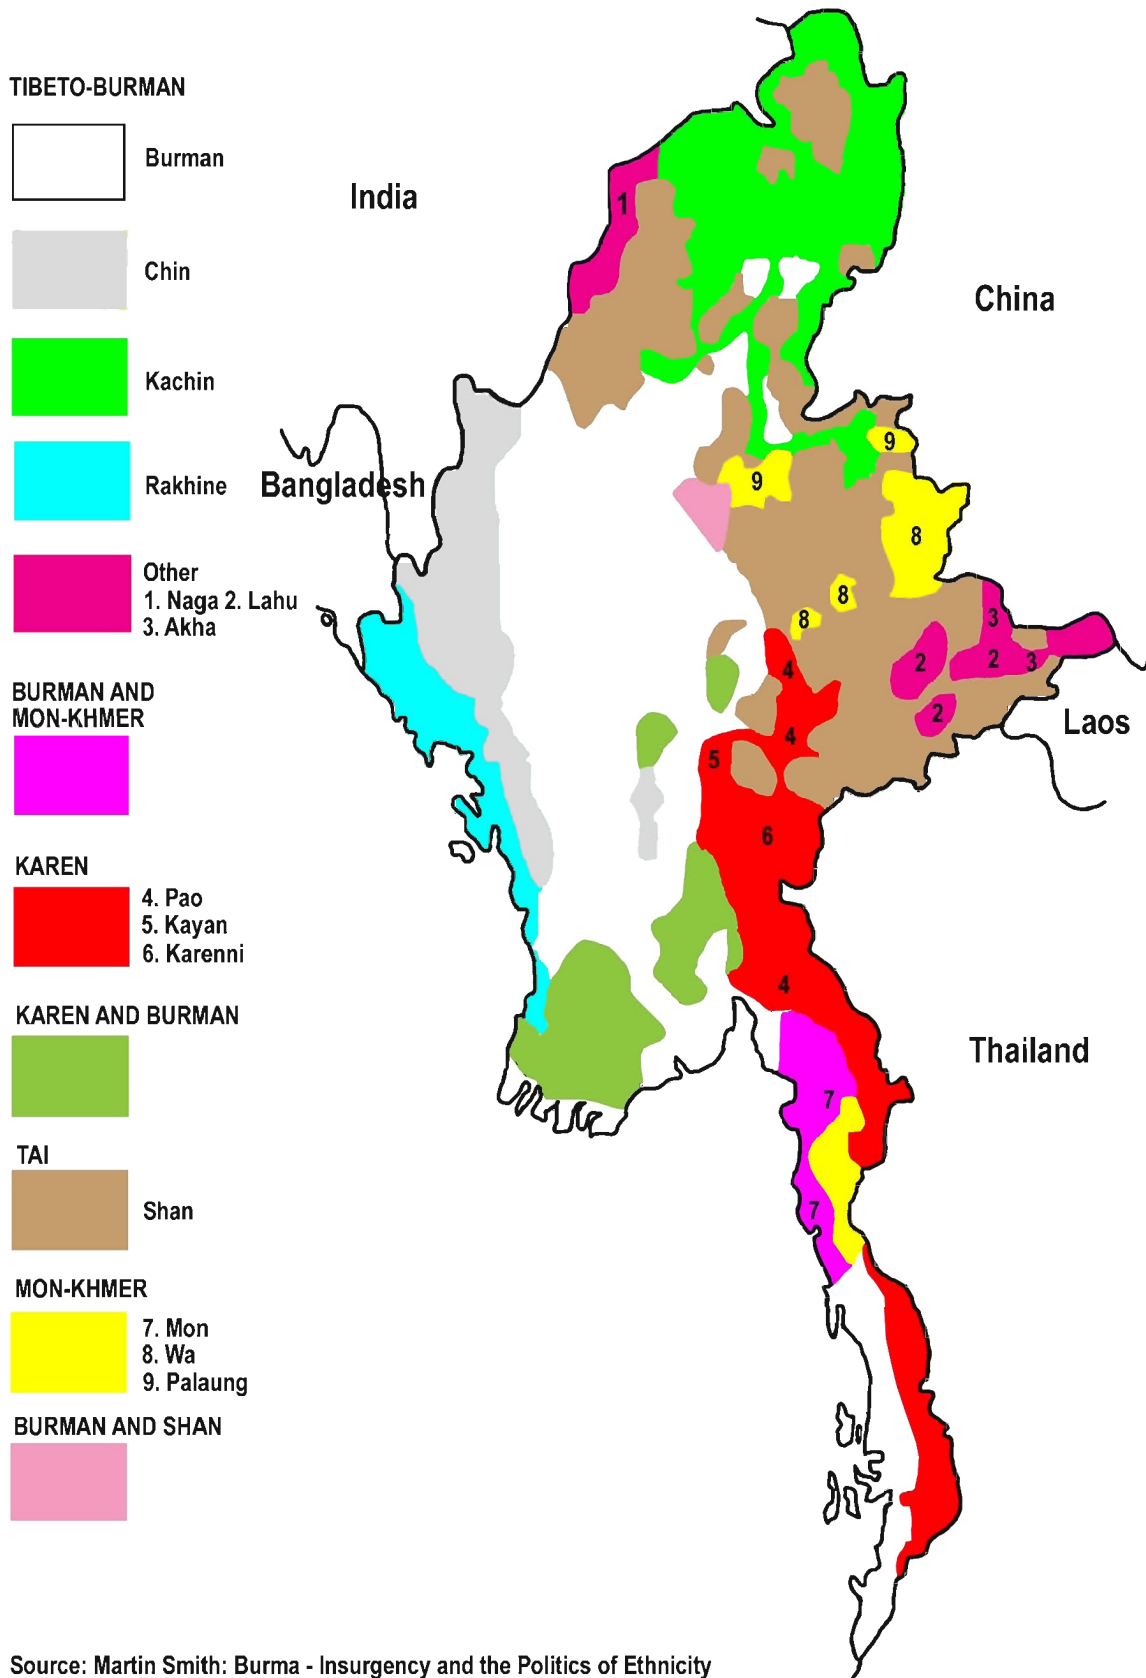 TIBETO-BURMAN
Burman
Chin
Kachin
Rakhine
Other
1. Naga 2. Lahu
3. Akha
BURMAN AND
MON-KHMER
KAREN
4. Pao
5. Kayan
6. Karenni
KAREN AND BURMAN
TAI
Shan
MON-KHMER
7. Mon
8. Wa
9. Palaung
BURMAN AND SHAN
India
1
China
Bangladesh
9
9
8
8
8
3
4
2
2
3
2
Laos
4
5
6
4
Thailand
7
7
Source: Martin Smith: Burma - Insurgency and the Politics of Ethnicity